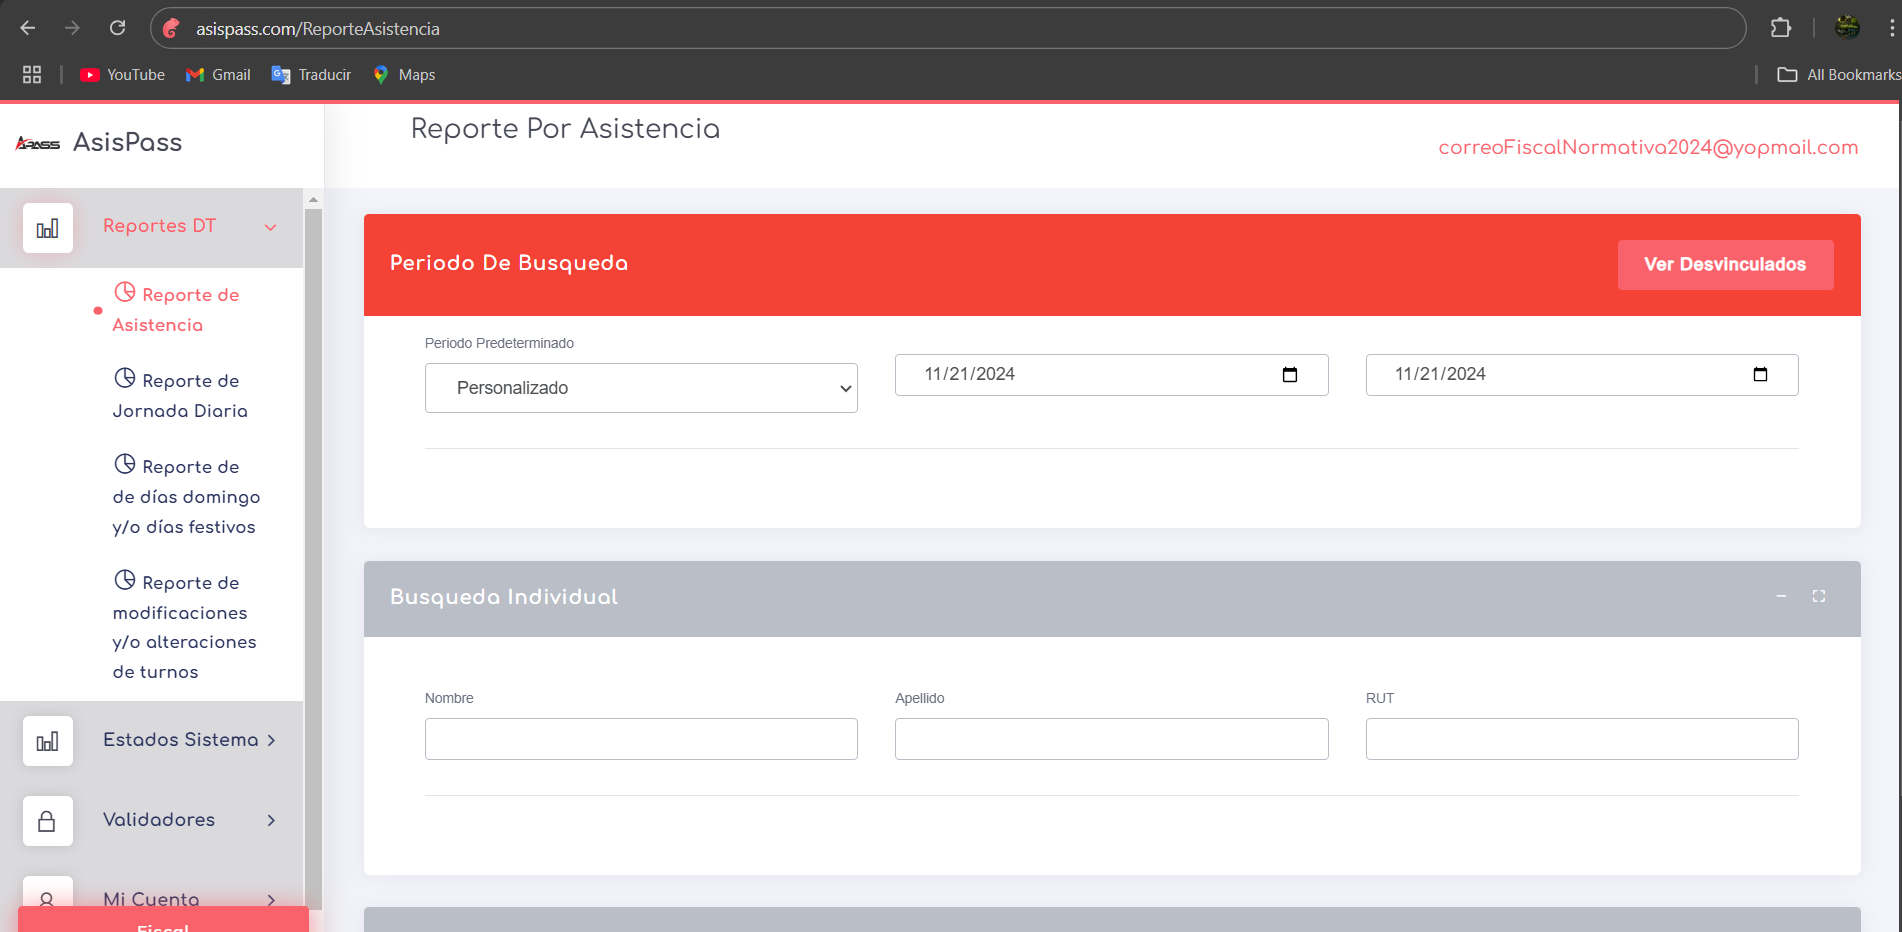 asispass.com/ReporteAsistencia
YouTube
Gmail
Traducir
Maps
All Bookmarks
APASS
AsisPass
Reporte Por Asistencia
correoFiscalNormativa2024@yopmail.com
Reportes DT
Reporte de
Asistencia
Reporte de
Jornada Diaria
Reporte de
de días domingo
y/o días festivos
Reporte de
modificaciones
y/o alteraciones
de turnos
Estados Sistema
Validadores
Mi Cuenta
Fiscal
Periodo De Busqueda
Ver Desvinculados
Periodo Predeterminado
Personalizado
11/21/2024
11/21/2024
Busqueda Individual
Nombre
Apellido
RUT